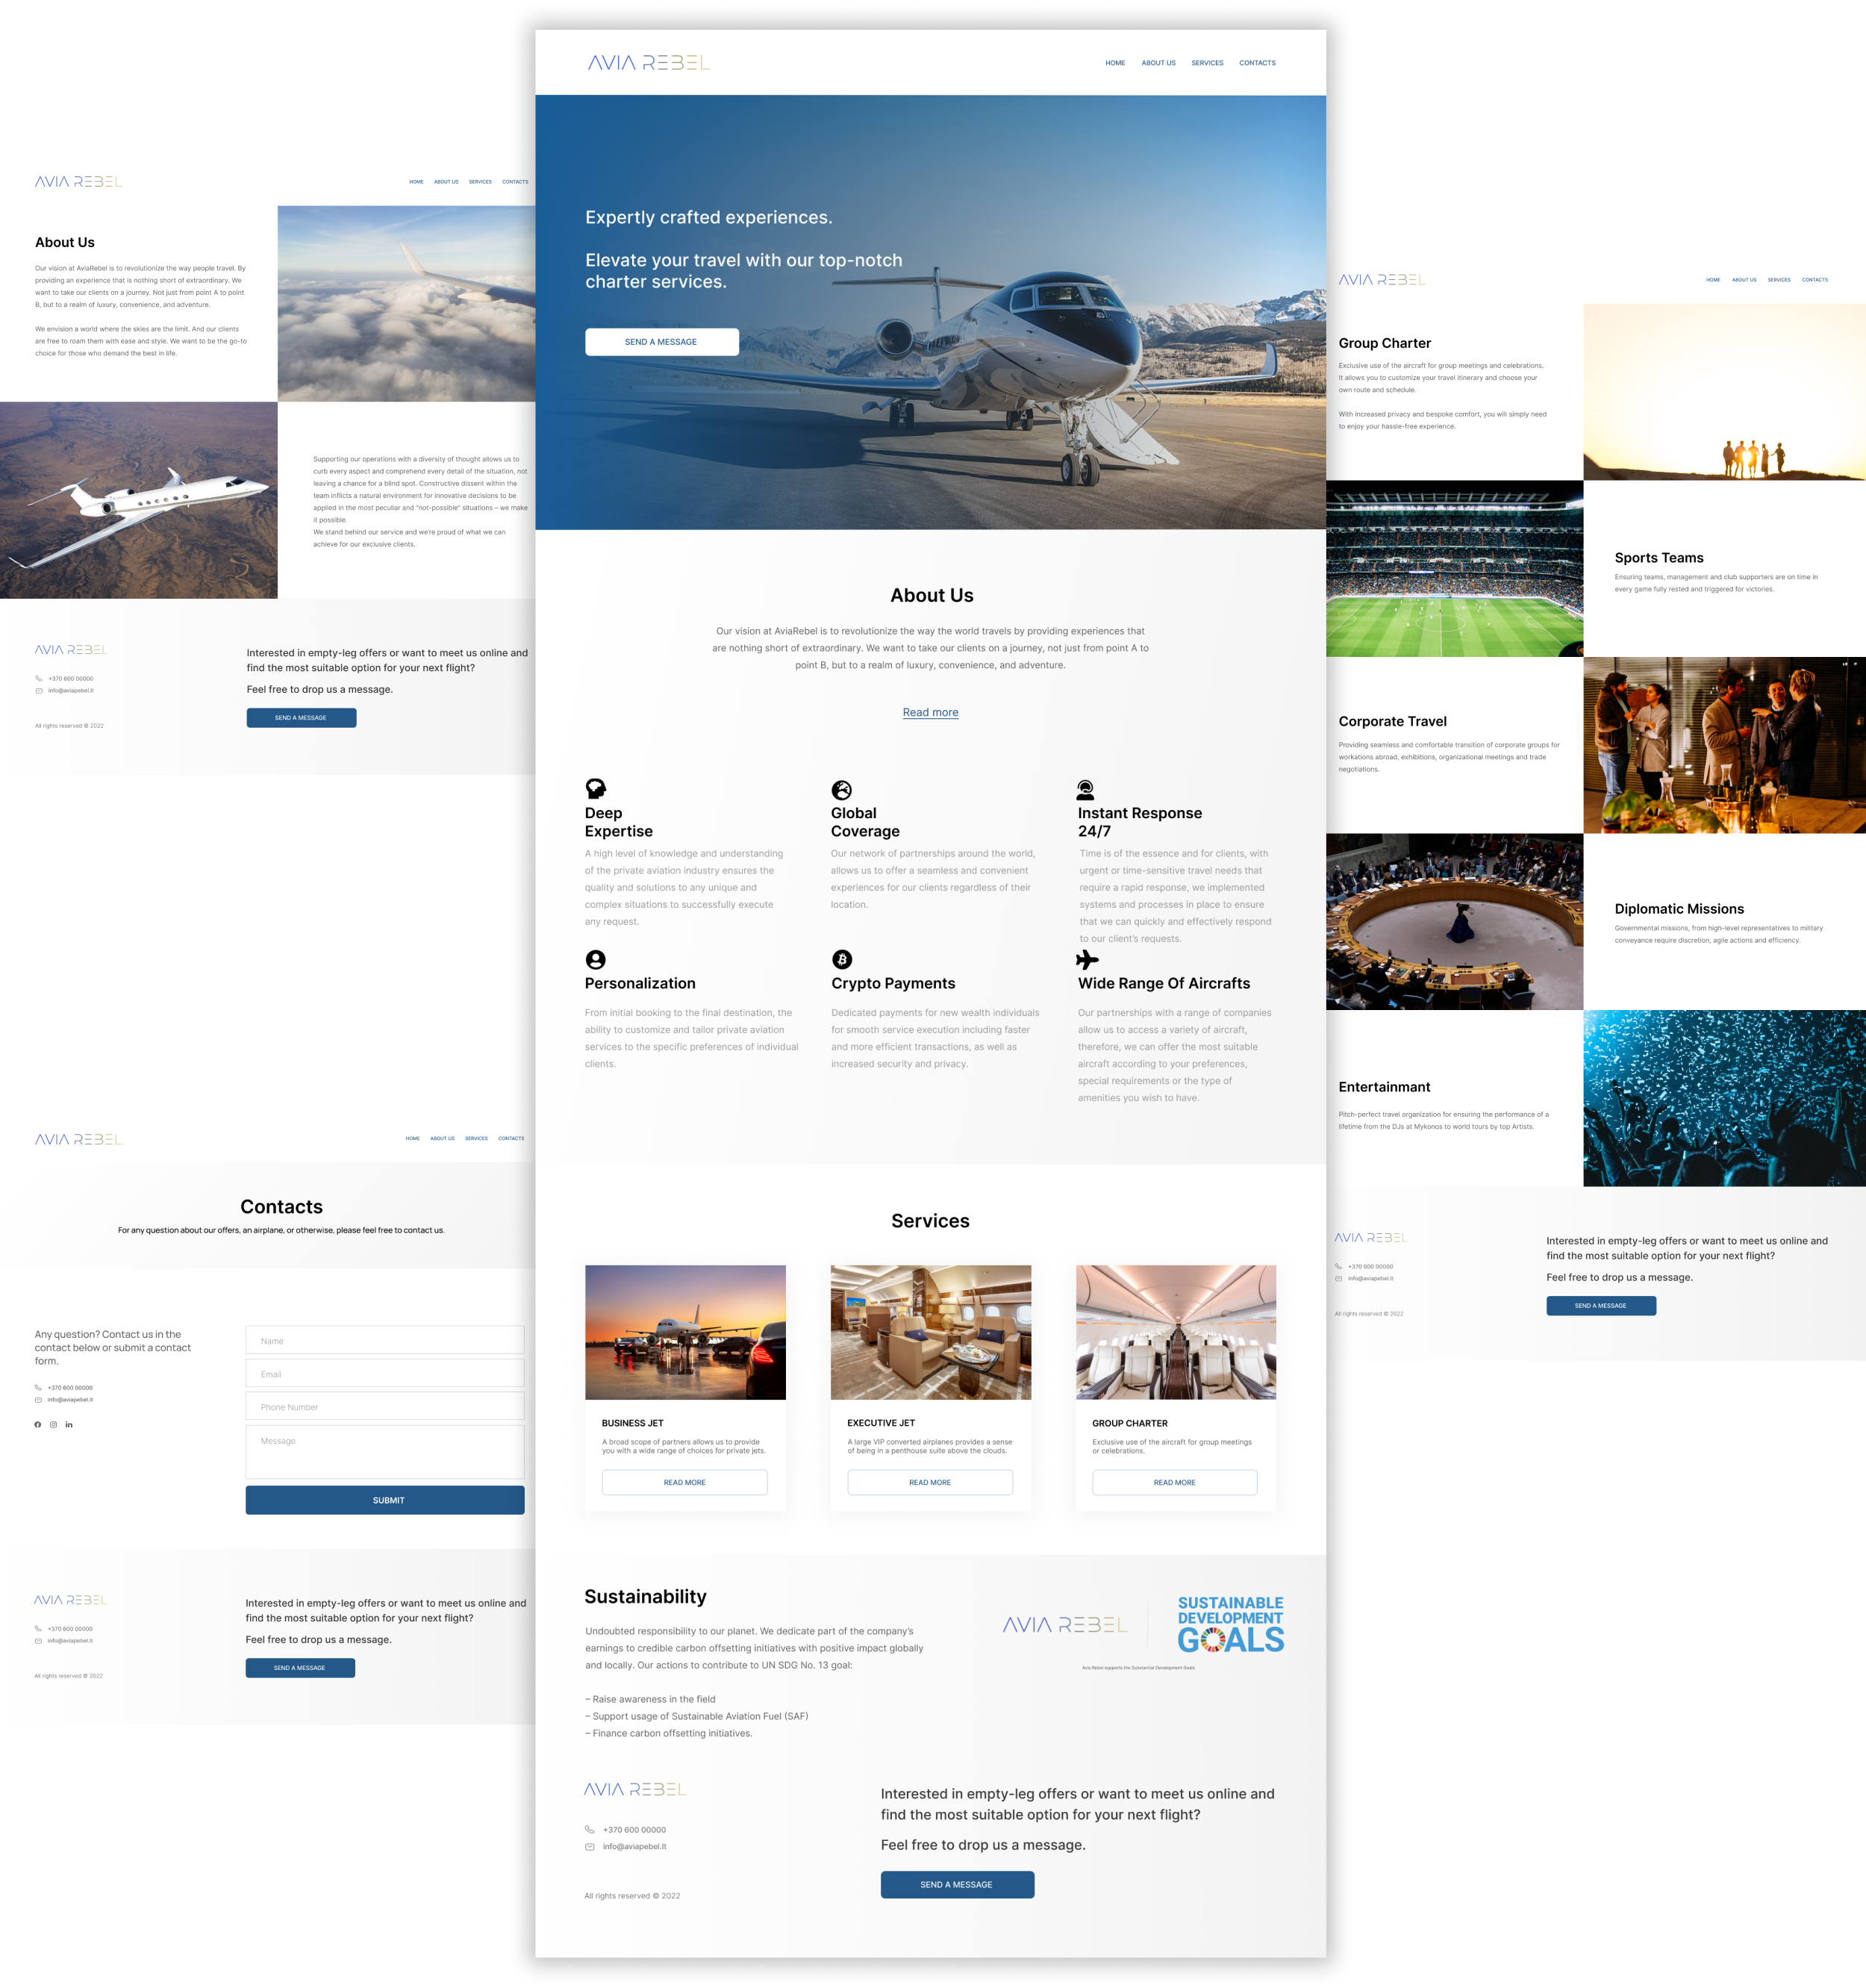 AVIA REBEL
HOME ABOUT US SERVICES CONTACTS
About Us
Our vision at AviaRebel is to revolutionize the way people travel. By
providing an experience that is nothing short of extraordinary. We
want to take our clients on a journey. Not just from point A to point
B, but to a realm of luxury, convenience, and adventure.
We envision a world where the skies are the limit. And our clients
are free to roam them with ease and style. We want to be the go-to
choice for those who demand the best in life.
Supporting our operations with a diversity of thought allows us to
curb every aspect and comprehend every detail of the situation, not
leaving a chance for a blind spot. Constructive dissent within the
team inflicts a natural environment for innovative decisions to be
applied in the most peculiar and "not-possible" situations – we make
it possible.
We stand behind our service and we're proud of what we can
achieve for our exclusive clients.
AVIA REBEL
+370 600 00000
info@aviapebel.lt
All rights reserved © 2022
Interested in empty-leg offers or want to meet us online and
find the most suitable option for your next flight?
Feel free to drop us a message.
SEND A MESSAGE
AVIA REBEL
HOME ABOUT US SERVICES CONTACTS
Contacts
For any question about our offers, an airplane, or otherwise, please feel free to contact us.
Any question? Contact us in the
contact below or submit a contact
form.
+370 600 00000
info@aviapebel.lt
Name
Email
Phone Number
Message
SUBMIT
AVIA REBEL
+370 600 00000
info@aviapebel.lt
All rights reserved © 2022
Interested in empty-leg offers or want to meet us online and
find the most suitable option for your next flight?
Feel free to drop us a message.
SEND A MESSAGE
AVIA REBEL
HOME ABOUT US SERVICES CONTACTS
Expertly crafted experiences.
Elevate your travel with our top-notch
charter services.
SEND A MESSAGE
About Us
Our vision at AviaRebel is to revolutionize the way the world travels by providing experiences that
are nothing short of extraordinary. We want to take our clients on a journey, not just from point A to
point B, but to a realm of luxury, convenience, and adventure.
Read more
Deep
Expertise
A high level of knowledge and understanding
of the private aviation industry ensures the
quality and solutions to any unique and
complex situations to successfully execute
any request.
Global
Coverage
Our network of partnerships around the world,
allows us to offer a seamless and convenient
experiences for our clients regardless of their
location.
Instant Response
24/7
Time is of the essence and for clients, with
urgent or time-sensitive travel needs that
require a rapid response, we implemented
systems and processes in place to ensure
that we can quickly and effectively respond
to our client's requests.
Personalization
From initial booking to the final destination, the
ability to customize and tailor private aviation
services to the specific preferences of individual
clients.
Crypto Payments
Dedicated payments for new wealth individuals
for smooth service execution including faster
and more efficient transactions, as well as
increased security and privacy.
Wide Range Of Aircrafts
Our partnerships with a range of companies
allow us to access a variety of aircraft,
therefore, we can offer the most suitable
aircraft according to your preferences,
special requirements or the type of
amenities you wish to have.
Services
BUSINESS JET
A broad scope of partners allows us to provide
you with a wide range of choices for private jets.
READ MORE
EXECUTIVE JET
A large VIP converted airplanes provides a sense
of being in a penthouse suite above the clouds.
READ MORE
GROUP CHARTER
Exclusive use of the aircraft for group meetings
or celebrations.
READ MORE
Sustainability
Undoubted responsibility to our planet. We dedicate part of the company's
earnings to credible carbon offsetting initiatives with positive impact globally
and locally. Our actions to contribute to UN SDG No. 13 goal:
– Raise awareness in the field
– Support usage of Sustainable Aviation Fuel (SAF)
– Finance carbon offsetting initiatives.
AVIA REBEL
SUSTAINABLE
DEVELOPMENT
GOALS
Avia Rebel supports the Substantial Development Goals
AVIA REBEL
+370 600 00000
info@aviapebel.lt
All rights reserved © 2022
Interested in empty-leg offers or want to meet us online and
find the most suitable option for your next flight?
Feel free to drop us a message.
SEND A MESSAGE
AVIA REBEL
HOME ABOUT US SERVICES CONTACTS
Group Charter
Exclusive use of the aircraft for group meetings and celebrations.
It allows you to customize your travel itinerary and choose your
own route and schedule.
With increased privacy and bespoke comfort, you will simply need
to enjoy your hassle-free experience.
Sports Teams
Ensuring teams, management and club supporters are on time in
every game fully rested and triggered for victories.
Corporate Travel
Providing seamless and comfortable transition of corporate groups for
workations abroad, exhibitions, organizational meetings and trade
negotiations.
Diplomatic Missions
Governmental missions, from high-level representatives to military
conveyance require discretion, agile actions and efficiency.
Entertainmant
Pitch-perfect travel organization for ensuring the performance of a
lifetime from the DJs at Mykonos to world tours by top Artists.
AVIA REBEL
+370 600 00000
info@aviapebel.lt
All rights reserved © 2022
Interested in empty-leg offers or want to meet us online and
find the most suitable option for your next flight?
Feel free to drop us a message.
SEND A MESSAGE